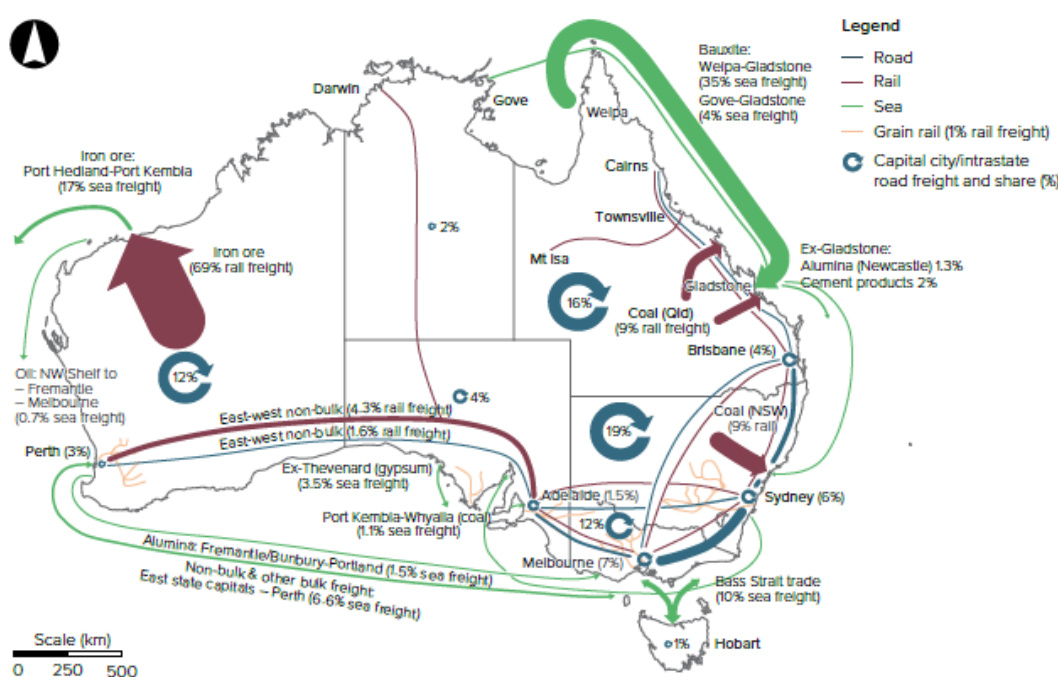 Legend
Road
Rail
Sea
Grain rail (1% rail freight)
Capital city/intrastate
road freight and share (%)
Bauxite:
Weipa-Gladstone
(35% sea freight)
Gove-Gladstone
(4% sea freight)
Darwin
Gove
Weipa
Iron ore:
Port Hedland-Port Kembla
(17% sea freight)
Cairns
Townsville
2%
Iron ore
(69% rail freight)
Mt Isa
Ex-Gladstone:
Alumina (Newcastle) 1.3%
Cement products 2%
Gladstone
16%
Coal (Qld)
(9% rail freight)
Brisbane (4%)
12%
Oil: NW Shelf to
– Fremantle
– Melbourne
(0.7% sea freight)
4%
East-west non-bulk (4.3% rail freight)
East-west non-bulk (1.6% rail freight)
19%
Coal (NSW)
(9% rail)
Perth (3%)
Ex-Thevenard (gypsum)
(3.5% sea freight)
Adelaide (1.5%)
Sydney (6%)
Port Kembla-Whyalla (coal)
(1.1% sea freight)
12%
Melbourne (7%)
Alumina: Fremantle/Bunbury-Portland (1.5% sea freight)
Non-bulk & other bulk freight:
East state capitals – Perth (6-6% sea freight)
Bass Strait trade
(10% sea freight)
1%
Hobart
Scale (km)
0 250 500